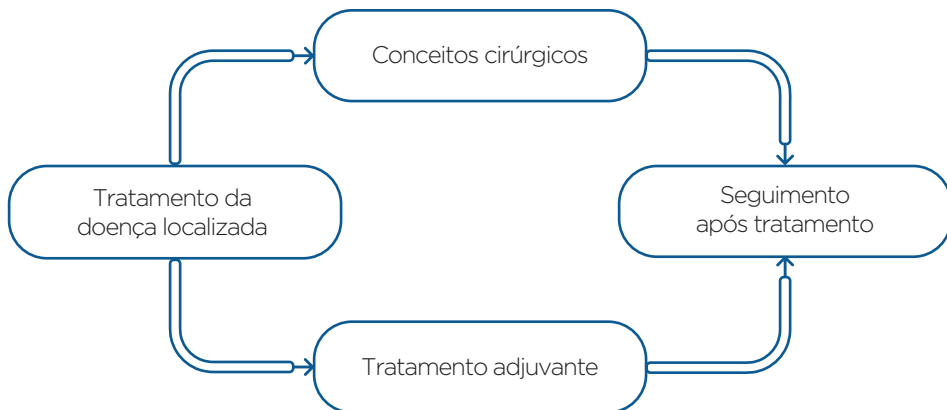 Conceitos cirúrgicos
Tratamento da
doença localizada
Seguimento
após tratamento
Tratamento adjuvante